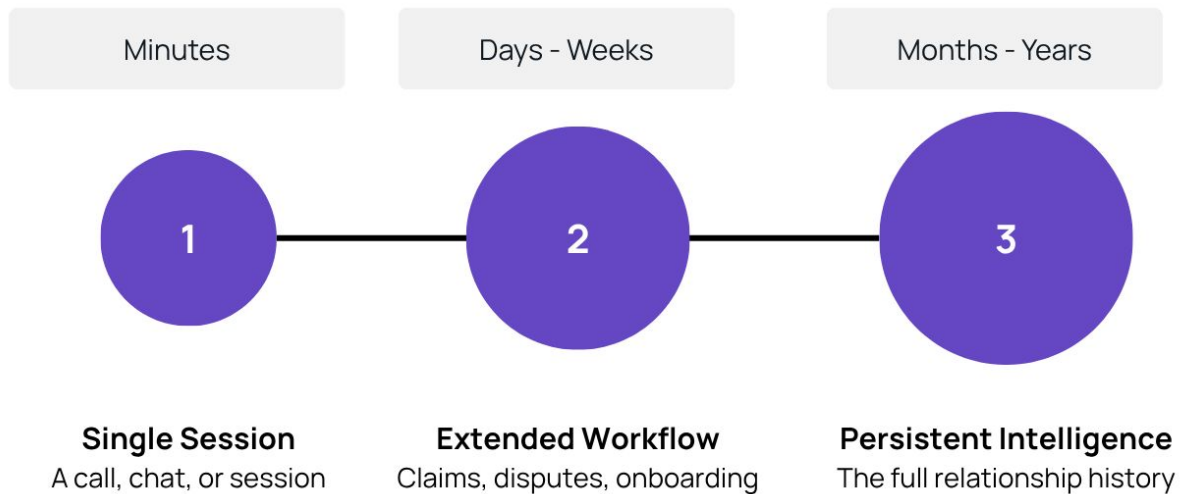 Minutes
Days - Weeks
Months - Years
1
2
3
Single Session
A call, chat, or session
Extended Workflow
Claims, disputes, onboarding
Persistent Intelligence
The full relationship history